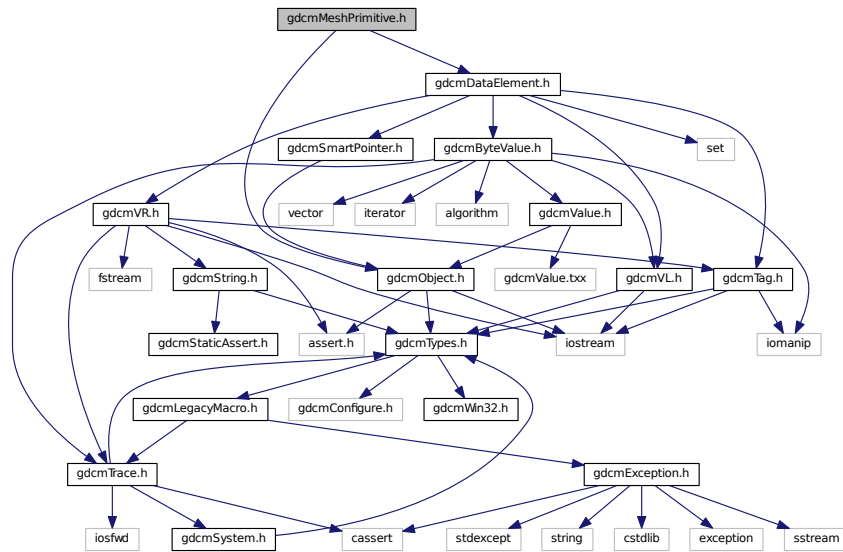 gdcmMeshPrimitive.h
gdcmDataElement.h
gdcmSmartPointer.h
gdcmByteValue.h
set
vector
iterator
algorithm
gdcmValue.h
gdcmVR.h
fstream
gdcmString.h
gdcmObject.h
gdcmValue.txx
gdcmVL.h
gdcmTag.h
gdcmStaticAssert.h
assert.h
gdcmTypes.h
iostream
iomanip
gdcmLegacyMacro.h
gdcmConfigure.h
gdcmWin32.h
gdcmTrace.h
gdcmException.h
iosfwd
gdcmSystem.h
cassert
stdexcept
string
cstdlib
exception
sstream